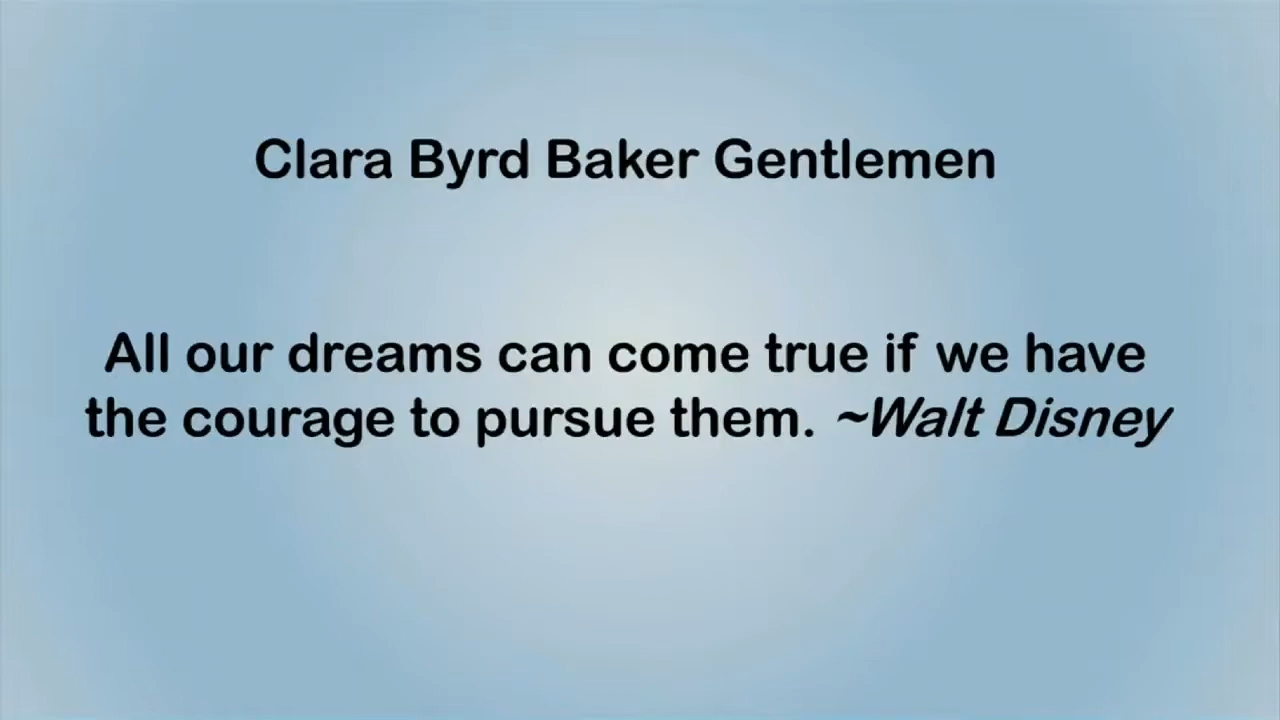 Clara Byrd Baker Gentlemen
All our dreams can come true if we have
the courage to pursue them. ~Walt Disney